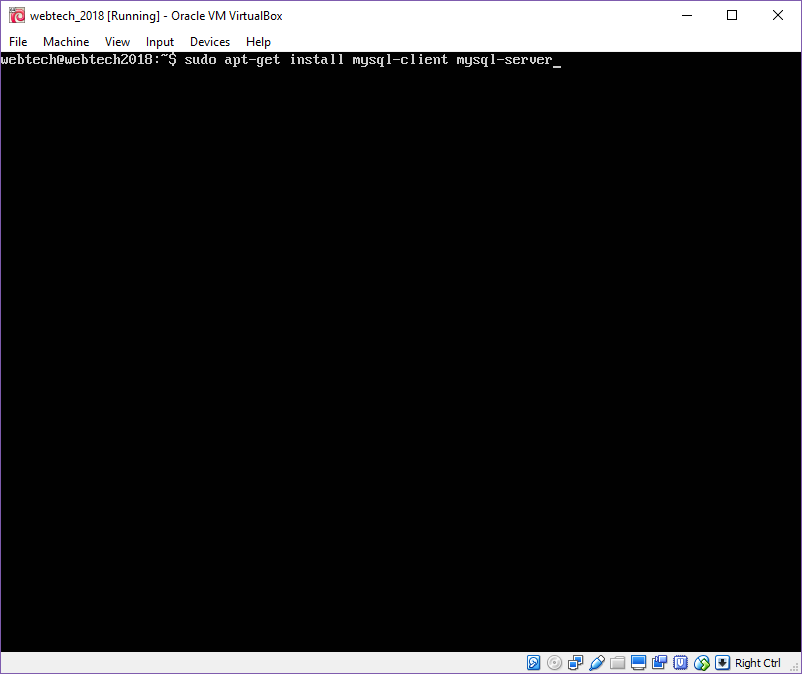 webtech_2018 [Running] - Oracle VM VirtualBox
File Machine View Input Devices Help
webtech@webtech2018:~$ sudo apt-get install mysql-client mysql-server_
Right Ctrl